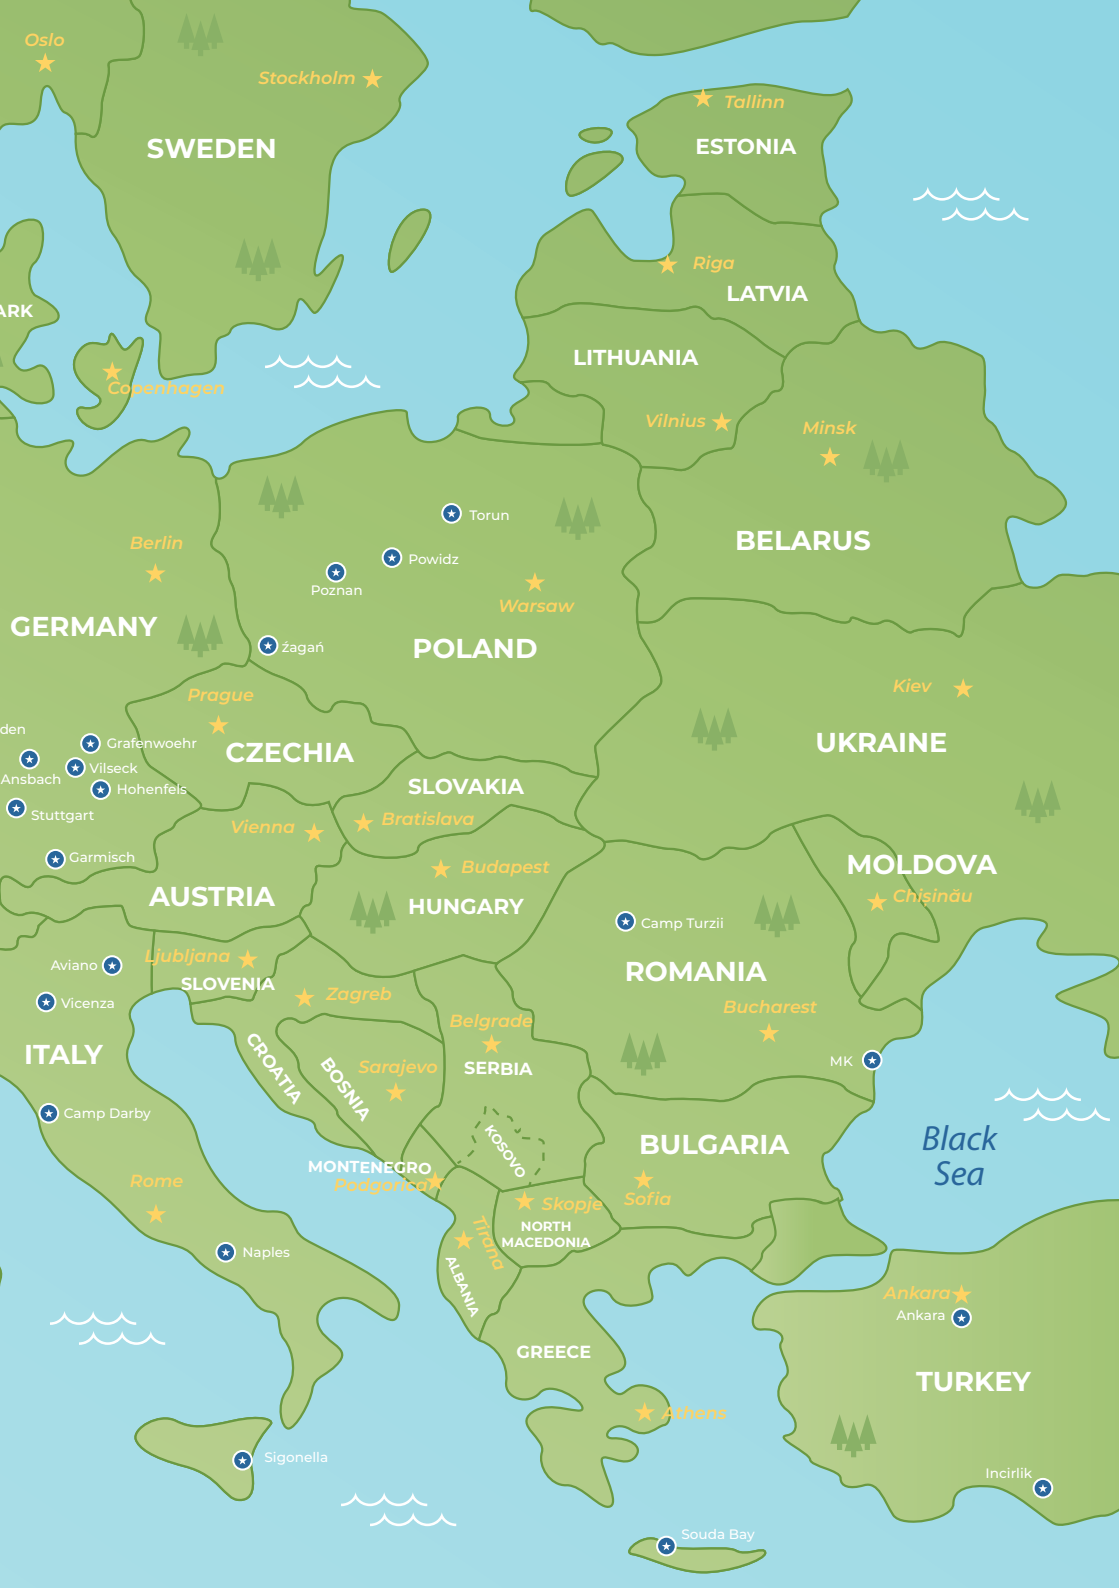 Oslo
Stockholm
Tallinn
SWEDEN
ESTONIA
Riga
LATVIA
ARK
LITHUANIA
Copenhagen
Vilnius
Minsk
Torun
Berlin
BELARUS
Powidz
Poznan
Warsaw
GERMANY
źagań
POLAND
Prague
Kiev
den
Grafenwoehr
CZECHIA
UKRAINE
Ansbach
Vilseck
Hohenfels
SLOVAKIA
Stuttgart
Vienna
Bratislava
Garmisch
Budapest
MOLDOVA
AUSTRIA
HUNGARY
Chișinău
Camp Turzii
Ljubljana
Aviano
SLOVENIA
ROMANIA
Vicenza
Zagreb
Bucharest
Belgrade
ITALY
CROATIA
BOSNIA
Sarajevo
SERBIA
MK
Camp Darby
KOSOVO
BULGARIA
Black
Sea
MONTENEGRO
Podgorica
Rome
Skopje
Sofia
Tirana
NORTH
MACEDONIA
Naples
ALBANIA
Ankara
Ankara
GREECE
TURKEY
Athens
Sigonella
Incirlik
Souda Bay